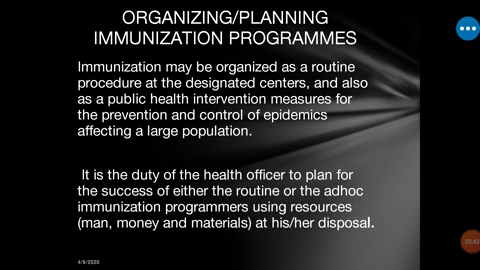 ORGANIZING/PLANNING
IMMUNIZATION PROGRAMMES
Immunization may be organized as a routine
procedure at the designated centers, and also
as a public health intervention measures for
the prevention and control of epidemics
affecting a large population.
It is the duty of the health officer to plan for
the success of either the routine or the adhoc
immunization programmers using resources
(man, money and materials) at his/her disposal.
4/9/2020
03:43